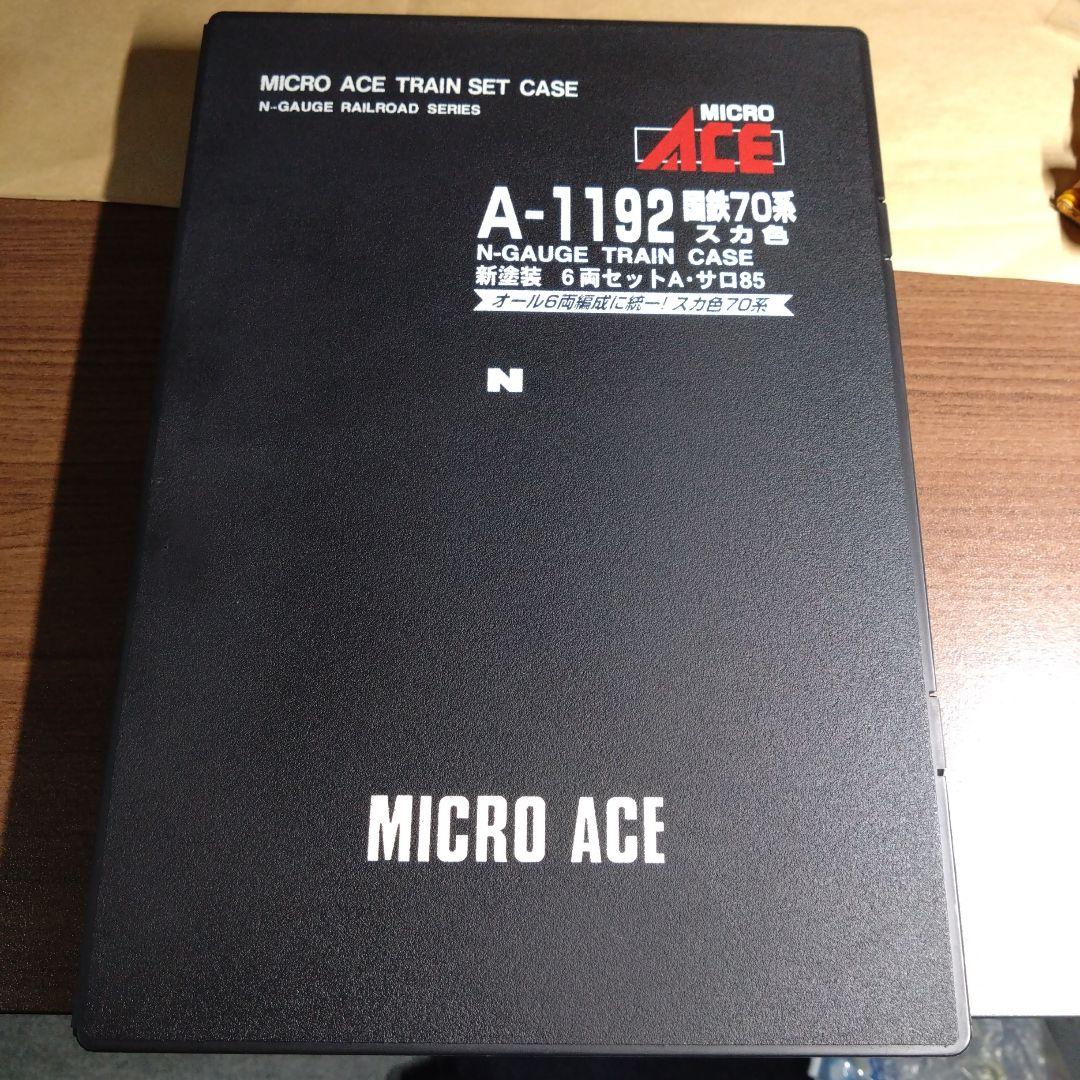 MICRO ACE TRAIN SET CASE
N-GAUGE RAILROAD SERIES
MICRO
ACE
A-1192 国鉄70系
スカ色
N-GAUGE TRAIN CASE
新塗装 6両セットA・サロ85
オール6両編成に統一!スカ色70系
N
MICRO ACE